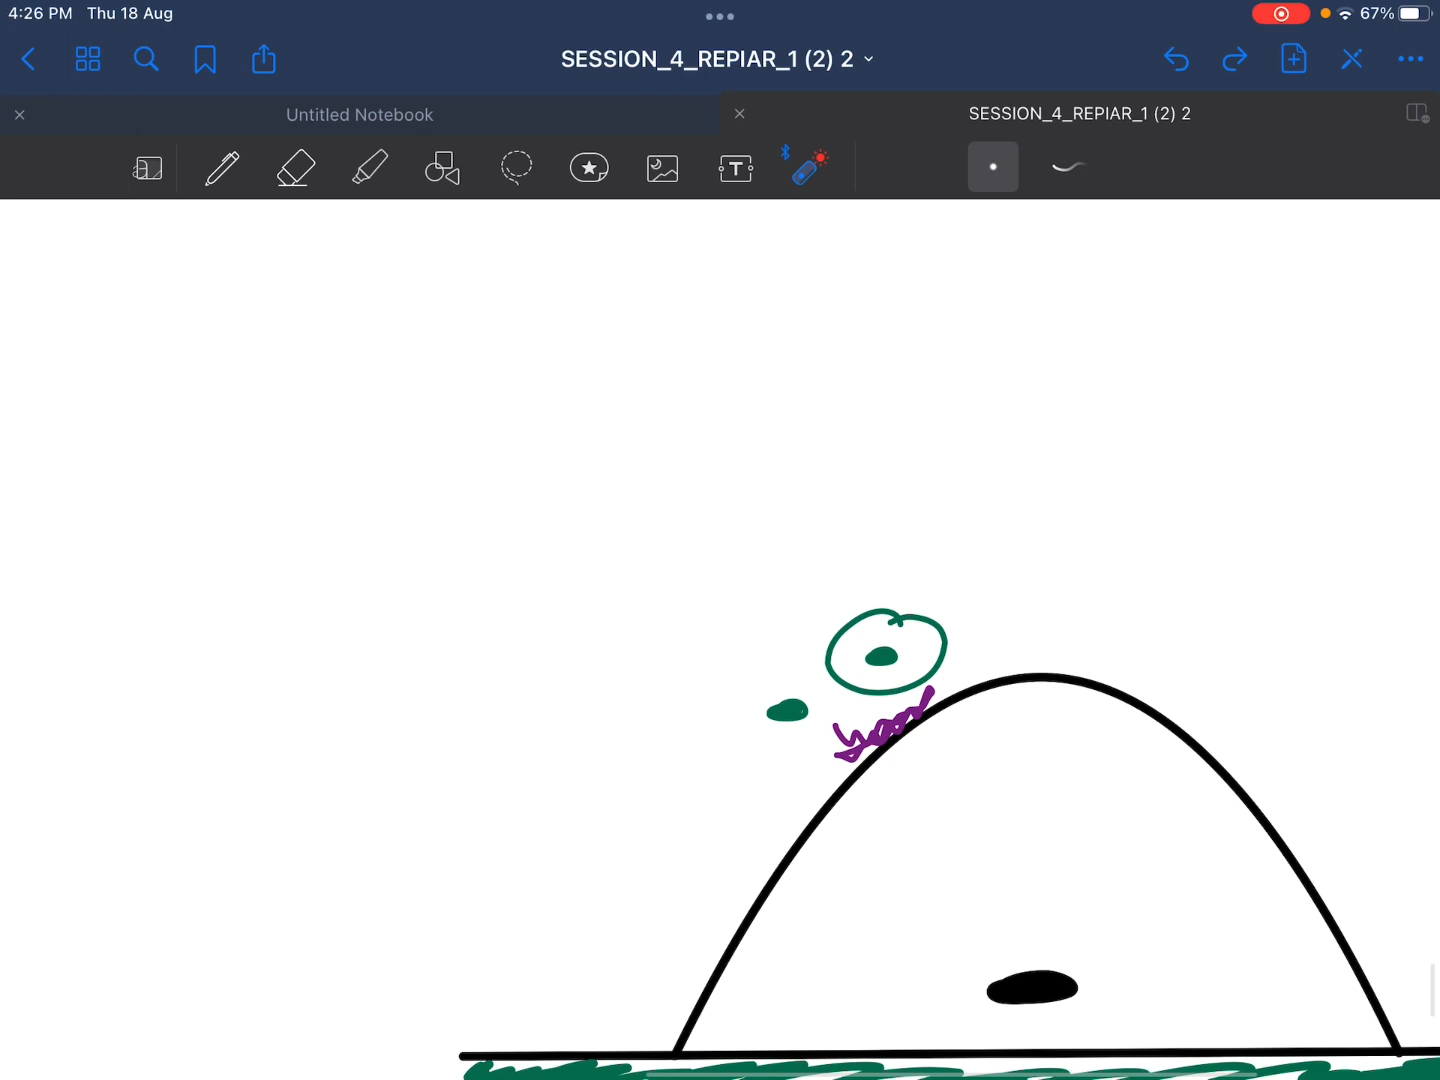 4:26 PM Thu 18 Aug
67%
SESSION_4_REPIAR_1 (2) 2
Untitled Notebook
SESSION_4_REPIAR_1 (2) 2